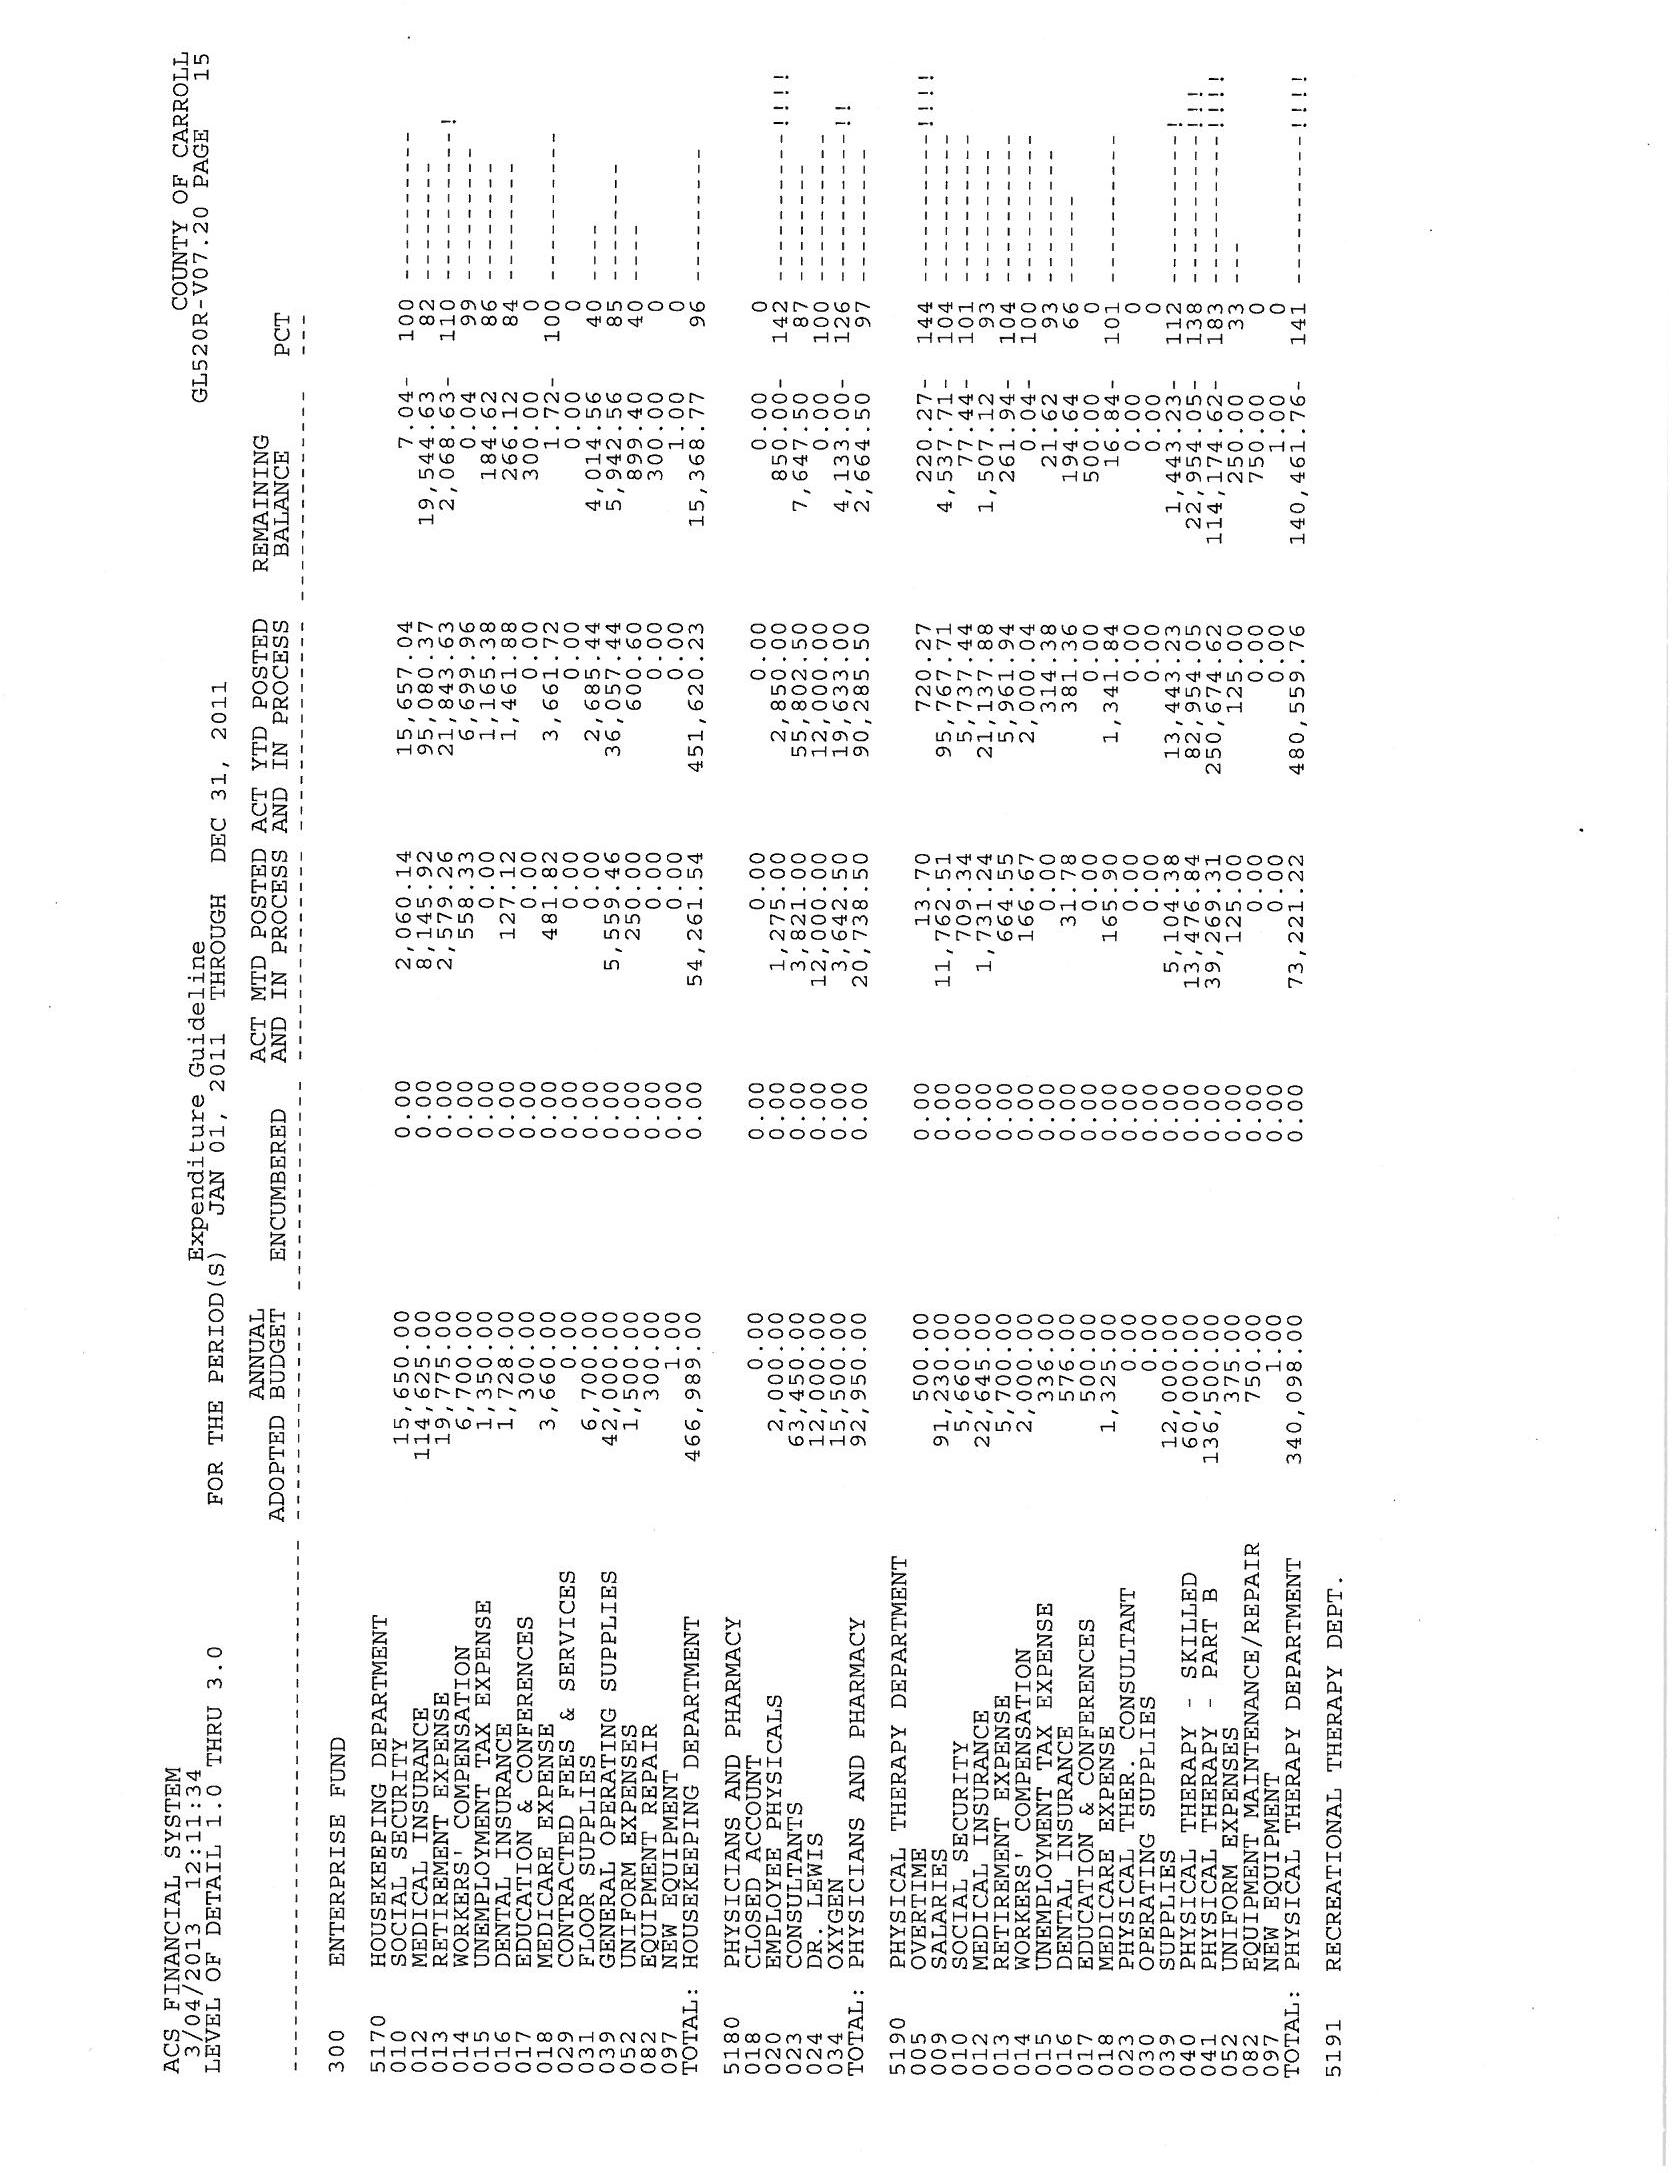 ACS FINANCIAL SYSTEM COUNTY OF CARROLL
3/04/2013 12:11:34 Expenditure Guideline GL520R-V07.20 PAGE 15
LEVEL OF DETAIL 1.0 THRU 3.0 FOR THE PERIOD(S) JAN 01, 2011 THROUGH DEC 31, 2011
ANNUAL ACT MTD POSTED ACT YTD POSTED REMAINING
ADOPTED BUDGET ENCUMBERED AND IN PROCESS AND IN PROCESS BALANCE PCT
300 ENTERPRISE FUND
5170 HOUSEKEEPING DEPARTMENT
010 SOCIAL SECURITY 15,650.00 0.00 2,060.14 15,657.04 7.04- 100 ----------
012 MEDICAL INSURANCE 114,625.00 0.00 8,145.92 95,080.37 19,544.63 82 --------
013 RETIREMENT EXPENSE 19,775.00 0.00 2,579.26 21,843.63 2,068.63- 110 ----------!
014 WORKERS' COMPENSATION 6,700.00 0.00 558.33 6,699.96 0.04 99 ---------
015 UNEMPLOYMENT TAX EXPENSE 1,350.00 0.00 0.00 1,165.38 184.62 86 --------
016 DENTAL INSURANCE 1,728.00 0.00 127.12 1,461.88 266.12 84 --------
017 EDUCATION & CONFERENCES 300.00 0.00 0.00 0.00 300.00 0
018 MEDICARE EXPENSE 3,660.00 0.00 481.82 3,661.72 1.72- 100 ----------
029 CONTRACTED FEES & SERVICES 0.00 0.00 0.00 0.00 0.00 0
031 FLOOR SUPPLIES 6,700.00 0.00 0.00 2,685.44 4,014.56 40 ----
039 GENERAL OPERATING SUPPLIES 42,000.00 0.00 5,559.46 36,057.44 5,942.56 85 --------
052 UNIFORM EXPENSES 1,500.00 0.00 250.00 600.60 899.40 40 ----
082 EQUIPMENT REPAIR 300.00 0.00 0.00 0.00 300.00 0
097 NEW EQUIPMENT 1.00 0.00 0.00 0.00 1.00 0
TOTAL: HOUSEKEEPING DEPARTMENT 466,989.00 0.00 54,261.54 451,620.23 15,368.77 96 ---------
5180 PHYSICIANS AND PHARMACY
018 CLOSED ACCOUNT 0.00 0.00 0.00 0.00 0.00 0
020 EMPLOYEE PHYSICALS 2,000.00 0.00 1,275.00 2,850.00 850.00- 142 ----------!!!!
023 CONSULTANTS 63,450.00 0.00 3,821.00 55,802.50 7,647.50 87 --------
024 DR. LEWIS 12,000.00 0.00 12,000.00 12,000.00 0.00 100 ----------
034 OXYGEN 15,500.00 0.00 3,642.50 19,633.00 4,133.00- 126 ----------!!
TOTAL: PHYSICIANS AND PHARMACY 92,950.00 0.00 20,738.50 90,285.50 2,664.50 97 ---------
5190 PHYSICAL THERAPY DEPARTMENT
005 OVERTIME 500.00 0.00 13.70 720.27 220.27- 144 ----------!!!!
009 SALARIES 91,230.00 0.00 11,762.51 95,767.71 4,537.71- 104 ----------
010 SOCIAL SECURITY 5,660.00 0.00 709.34 5,737.44 77.44- 101 ----------
012 MEDICAL INSURANCE 22,645.00 0.00 1,731.24 21,137.88 1,507.12 93 ---------
013 RETIREMENT EXPENSE 5,700.00 0.00 664.55 5,961.94 261.94- 104 ----------
014 WORKERS' COMPENSATION 2,000.00 0.00 166.67 2,000.04 0.04- 100 ----------
015 UNEMPLOYMENT TAX EXPENSE 336.00 0.00 0.00 314.38 21.62 93 ---------
016 DENTAL INSURANCE 576.00 0.00 31.78 381.36 194.64 66 ------
017 EDUCATION & CONFERENCES 500.00 0.00 0.00 0.00 500.00 0
018 MEDICARE EXPENSE 1,325.00 0.00 165.90 1,341.84 16.84- 101 ----------
023 PHYSICAL THER. CONSULTANT 0.00 0.00 0.00 0.00 0.00 0
030 OPERATING SUPPLIES 0.00 0.00 0.00 0.00 0.00 0
039 SUPPLIES 12,000.00 0.00 5,104.38 13,443.23 1,443.23- 112 ----------!
040 PHYSICAL THERAPY - SKILLED 60,000.00 0.00 13,476.84 82,954.05 22,954.05- 138 ----------!!!
041 PHYSICAL THERAPY - PART B 136,500.00 0.00 39,269.31 250,674.62 114,174.62- 183 ----------!!!!
052 UNIFORM EXPENSES 375.00 0.00 125.00 125.00 250.00 33 ---
082 EQUIPMENT MAINTENANCE/REPAIR 750.00 0.00 0.00 0.00 750.00 0
097 NEW EQUIPMENT 1.00 0.00 0.00 0.00 1.00 0
TOTAL: PHYSICAL THERAPY DEPARTMENT 340,098.00 0.00 73,221.22 480,559.76 140,461.76- 141 ----------!!!!
5191 RECREATIONAL THERAPY DEPT.